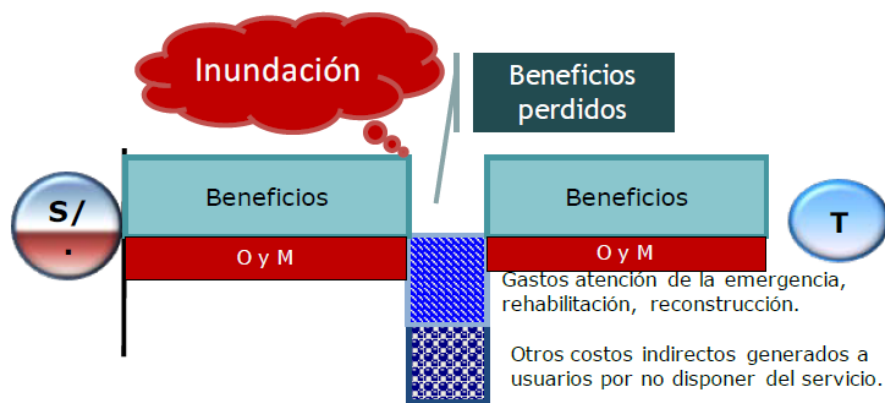 Inundación
Beneficios
perdidos
Beneficios
Beneficios
S/
.
T
O y M
O y M
Gastos atención de la emergencia,
rehabilitación, reconstrucción.
Otros costos indirectos generados a
usuarios por no disponer del servicio.